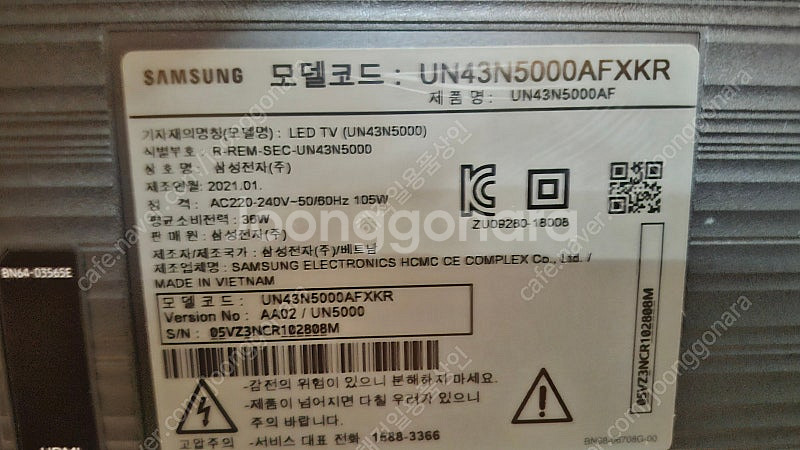 SAMSUNG 모델코드 : UN43N5000AFXKR
제품명 : UN43N5000AF
기자재의명칭(모델명) : LED TV (UN43N5000)
식별부호 : R-REM-SEC-UN43N5000
상호명 : 삼성전자(주)
제조연월: 2021.01.
정격 : AC220-240V~50/60Hz 105W
평균소비전력 : 36W
판매원 : 삼성전자(주)
제조자/제조국가 : 삼성전자(주)/베트남
제조업체명 : SAMSUNG ELECTRONICS HCMC CE COMPLEX Co., Ltd. /
MADE IN VIETNAM
ZU09280-18008
모델코드 : UN43N5000AFXKR
Version No : AA02 / UN5000
S/N : 05VZ3NCR102808M
05VZ3NCR102808M
BN64-03565E
-감전의 위험이 있으니 분해하지 마세요.
-제품이 넘어지면 다칠 우려가 있으니
주의 바랍니다.
고압주의 -서비스 대표 전화 1588-3366
HDMI
joonggonara
cafe.naver.com/joonggonara